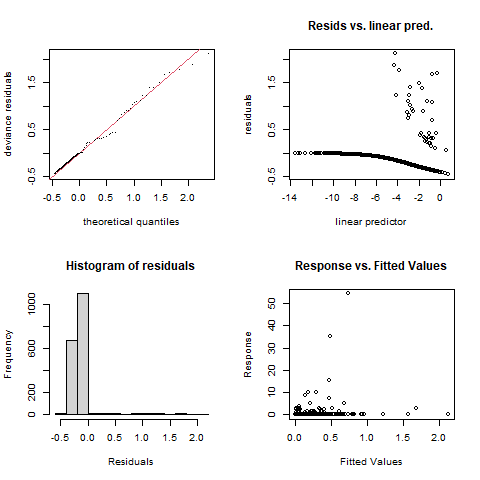 deviance residuals
-0.5 0.5 1.5
-0.5 0.0 0.5 1.0 1.5 2.0
theoretical quantiles
Resids vs. linear pred.
residuals
-0.5 0.5 1.5
-14 -10 -8 -6 -4 -2 0
linear predictor
Histogram of residuals
Frequency
0 200 600 1000
-0.5 0.0 0.5 1.0 1.5 2.0
Residuals
Response vs. Fitted Values
Response
0 10 20 30 40 50
0.0 0.5 1.0 1.5 2.0
Fitted Values